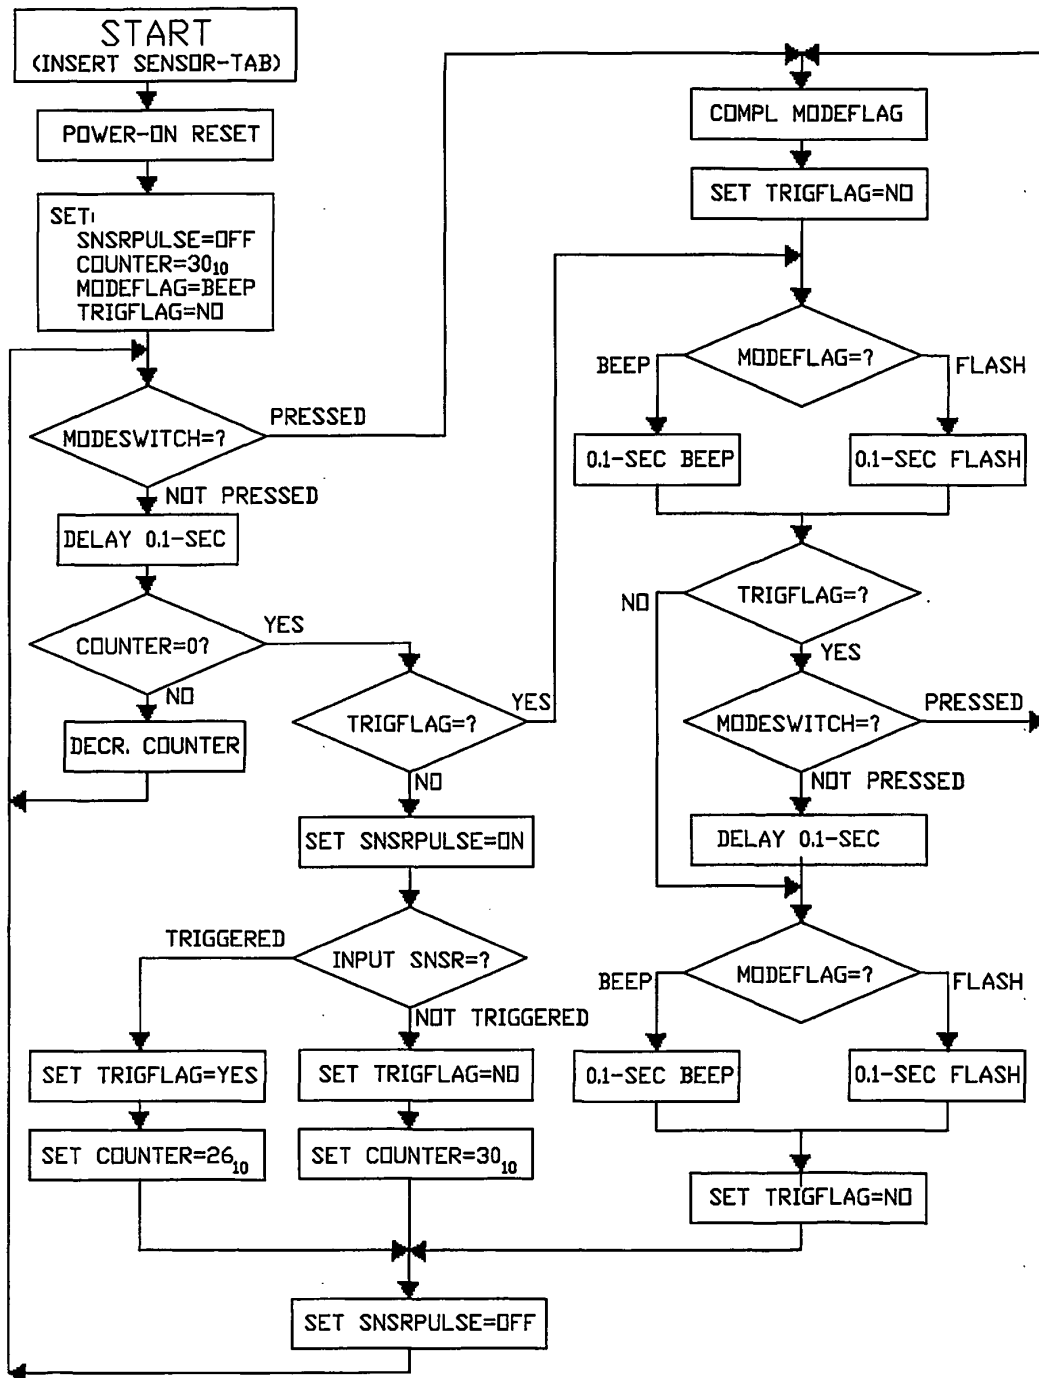 START
(INSERT SENSOR-TAB)
POWER-ON RESET
SET:
SNSRPULSE=OFF
COUNTER=30₁₀
MODEFLAG=BEEP
TRIGFLAG=NO
MODESWITCH=?
PRESSED
NOT PRESSED
DELAY 0.1-SEC
COUNTER=0?
YES
NO
DECR. COUNTER
TRIGFLAG=?
YES
NO
SET SNSRPULSE=ON
INPUT SNSR=?
TRIGGERED
NOT TRIGGERED
SET TRIGFLAG=YES
SET COUNTER=26₁₀
SET TRIGFLAG=NO
SET COUNTER=30₁₀
SET SNSRPULSE=OFF
COMPL MODEFLAG
SET TRIGFLAG=NO
MODEFLAG=?
BEEP
FLASH
0.1-SEC BEEP
0.1-SEC FLASH
TRIGFLAG=?
NO
YES
MODESWITCH=?
PRESSED
NOT PRESSED
DELAY 0.1-SEC
MODEFLAG=?
BEEP
FLASH
0.1-SEC BEEP
0.1-SEC FLASH
SET TRIGFLAG=NO